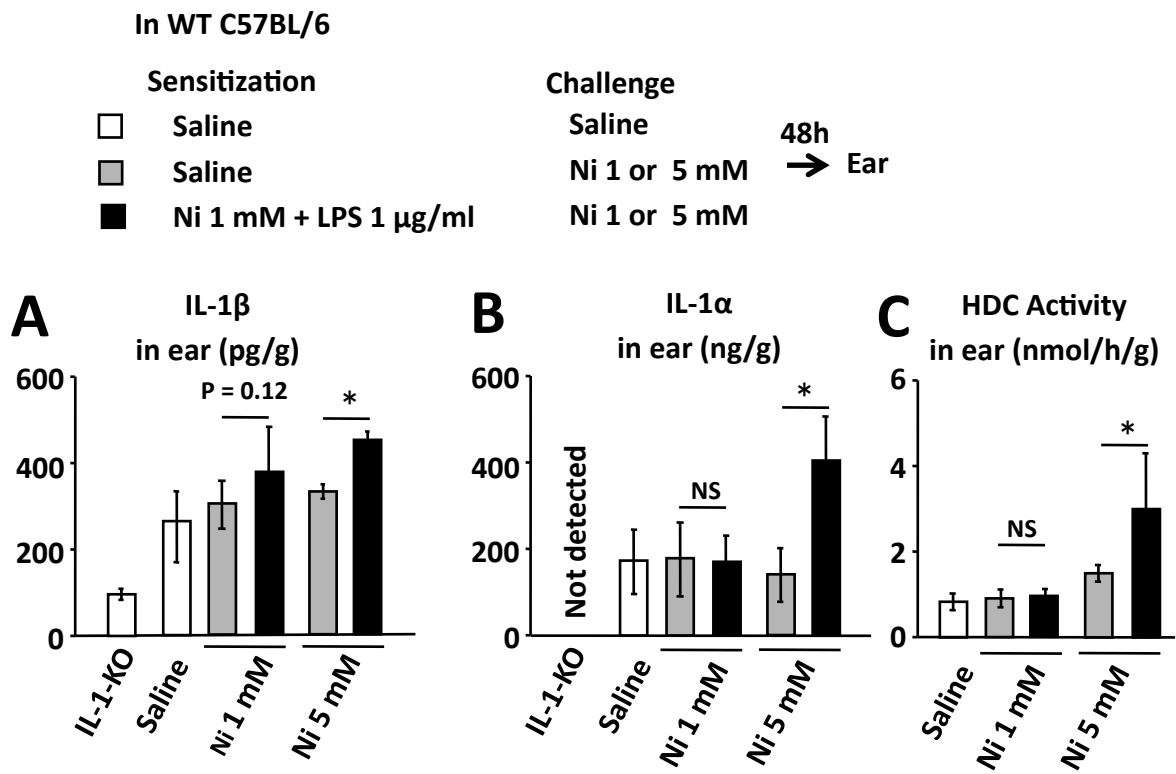 In WT C57BL/6
Sensitization Challenge
Saline Saline
Saline Ni 1 or 5 mM
Ni 1 mM + LPS 1 µg/ml Ni 1 or 5 mM
48h
Ear
A
IL-1β
in ear (pg/g)
600
400
200
0
P = 0.12
*
IL-1-KO
Saline
Ni 1 mM
Ni 5 mM
B
IL-1α
in ear (ng/g)
600
400
200
0
Not detected
NS
*
IL-1-KO
Saline
Ni 1 mM
Ni 5 mM
C
HDC Activity
in ear (nmol/h/g)
6
4
2
0
NS
*
Saline
Ni 1 mM
Ni 5 mM